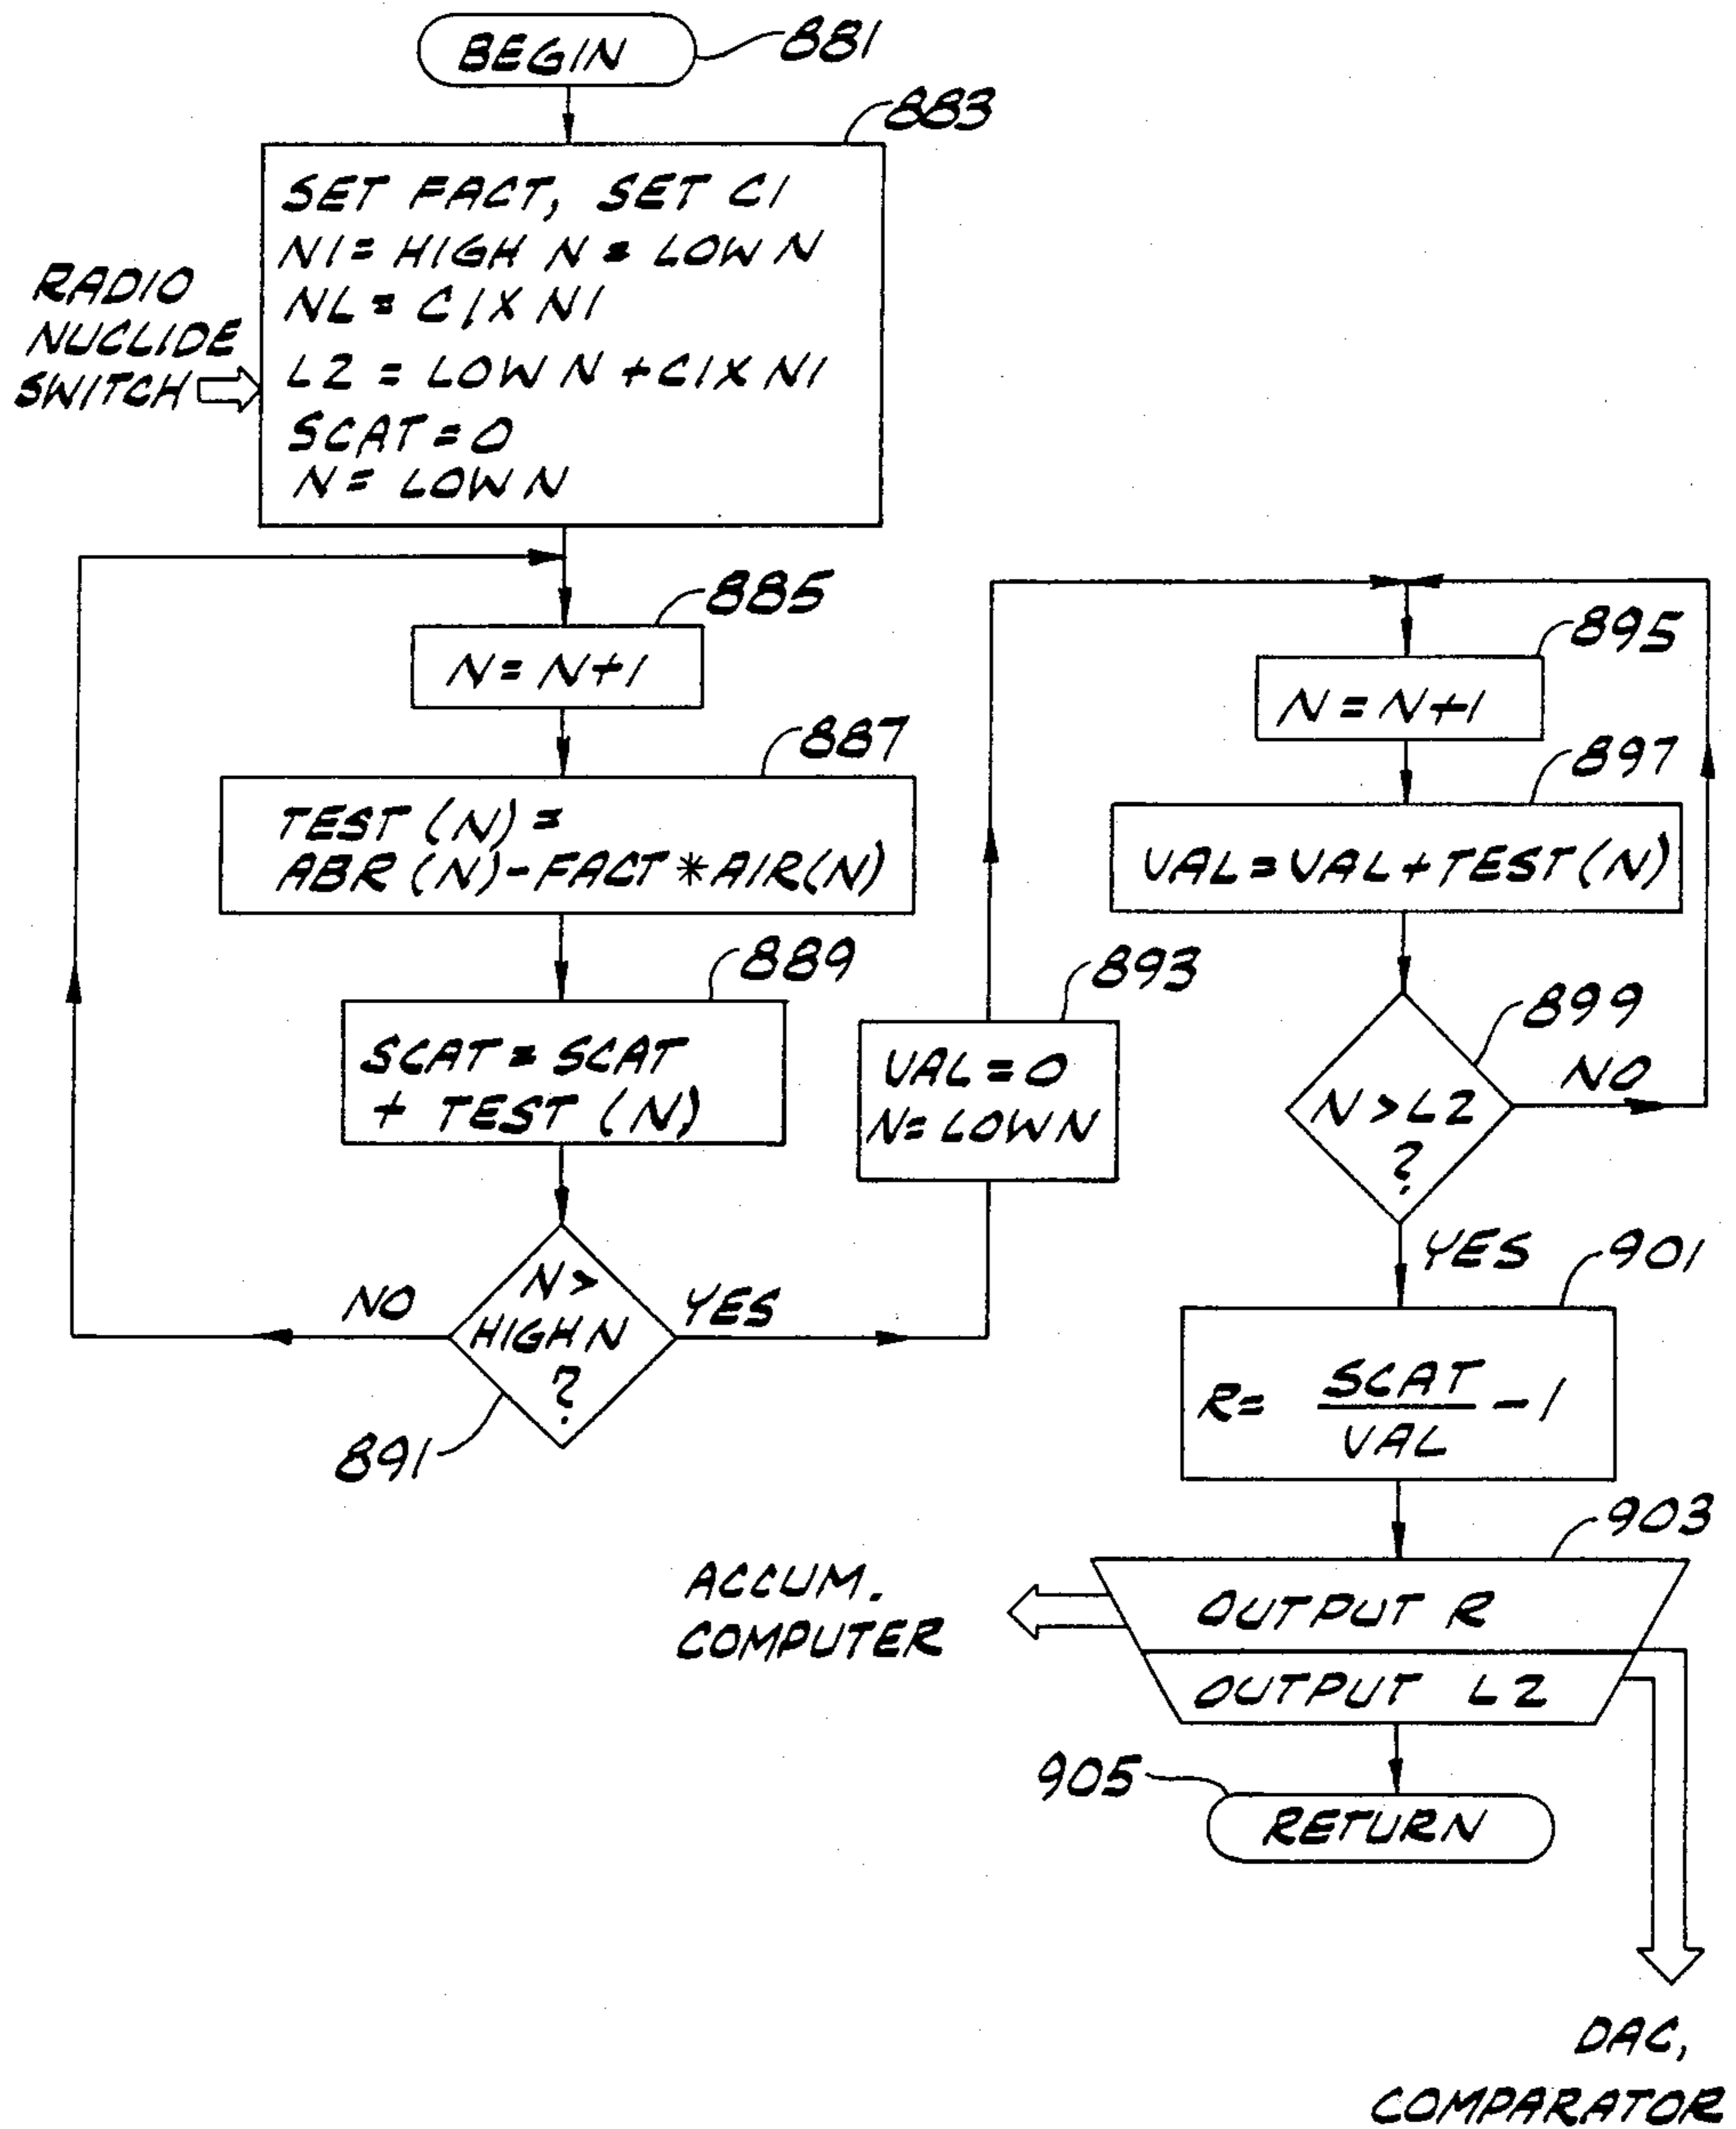 BEGIN
881
883
SET FACT, SET C1
N1 = HIGH N = LOW N
NL = C1 X N1
L2 = LOW N + C1 X N1
SCAT = 0
N = LOW N
RADIO
NUCLIDE
SWITCH
885
N = N+1
887
TEST (N) =
ABR (N) - FACT * AIR(N)
889
SCAT = SCAT
+ TEST (N)
N >
HIGH N
?
NO
YES
891
893
VAL = 0
N = LOW N
895
N = N+1
897
VAL = VAL + TEST (N)
899
N > L2
?
NO
YES
901
R = SCAT - 1
VAL
903
OUTPUT R
OUTPUT L2
ACCUM.
COMPUTER
905
RETURN
DAC,
COMPARATOR